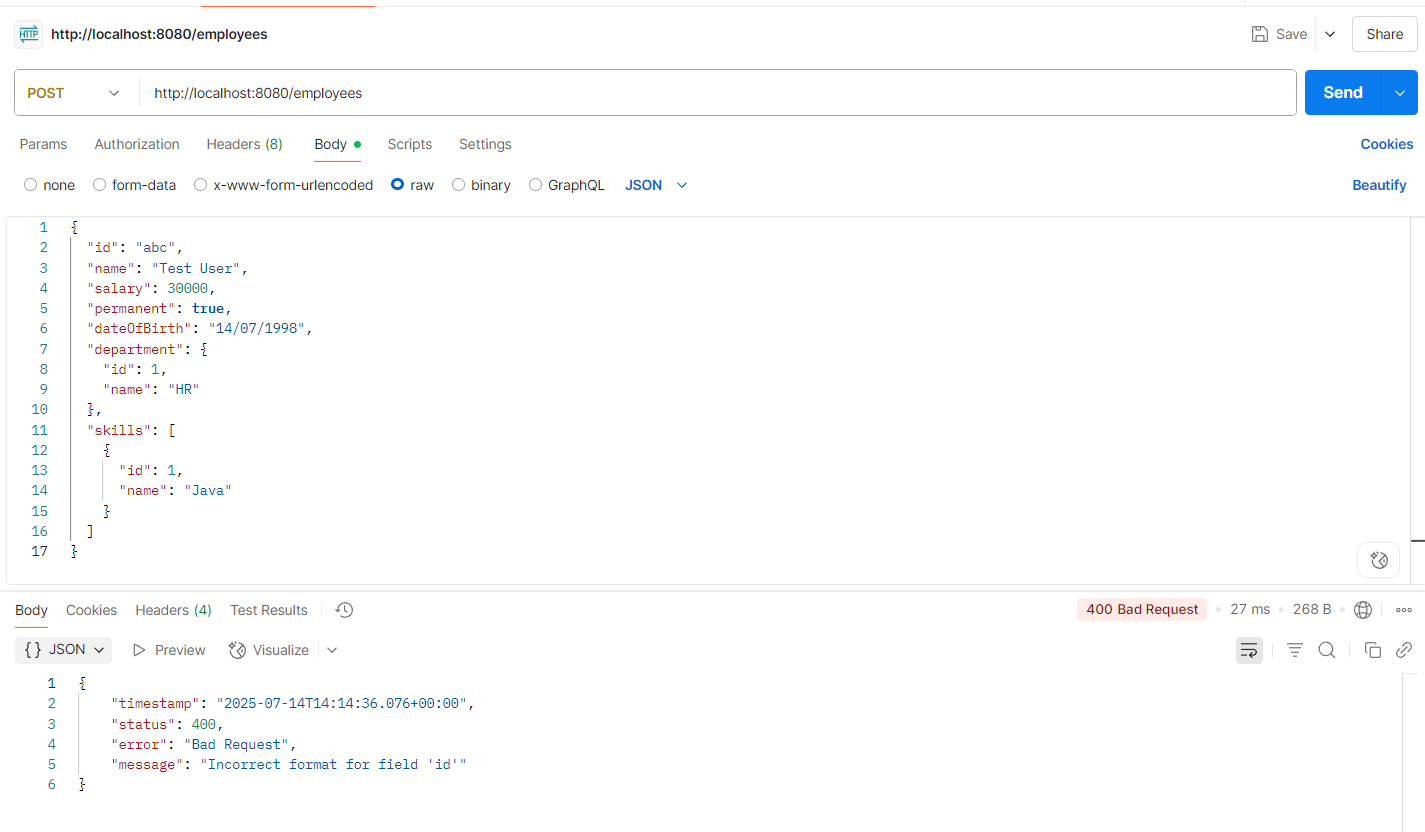 HTTP http://localhost:8080/employees Save Share
POST http://localhost:8080/employees Send
Params Authorization Headers (8) Body Scripts Settings Cookies
none form-data x-www-form-urlencoded raw binary GraphQL JSON Beautify
1 {
2 "id": "abc",
3 "name": "Test User",
4 "salary": 30000,
5 "permanent": true,
6 "dateOfBirth": "14/07/1998",
7 "department": {
8 "id": 1,
9 "name": "HR"
10 },
11 "skills": [
12 {
13 "id": 1,
14 "name": "Java"
15 }
16 ]
17 }
Body Cookies Headers (4) Test Results 400 Bad Request 27 ms 268 B
{} JSON Preview Visualize
1 {
2 "timestamp": "2025-07-14T14:14:36.076+00:00",
3 "status": 400,
4 "error": "Bad Request",
5 "message": "Incorrect format for field 'id'"
6 }